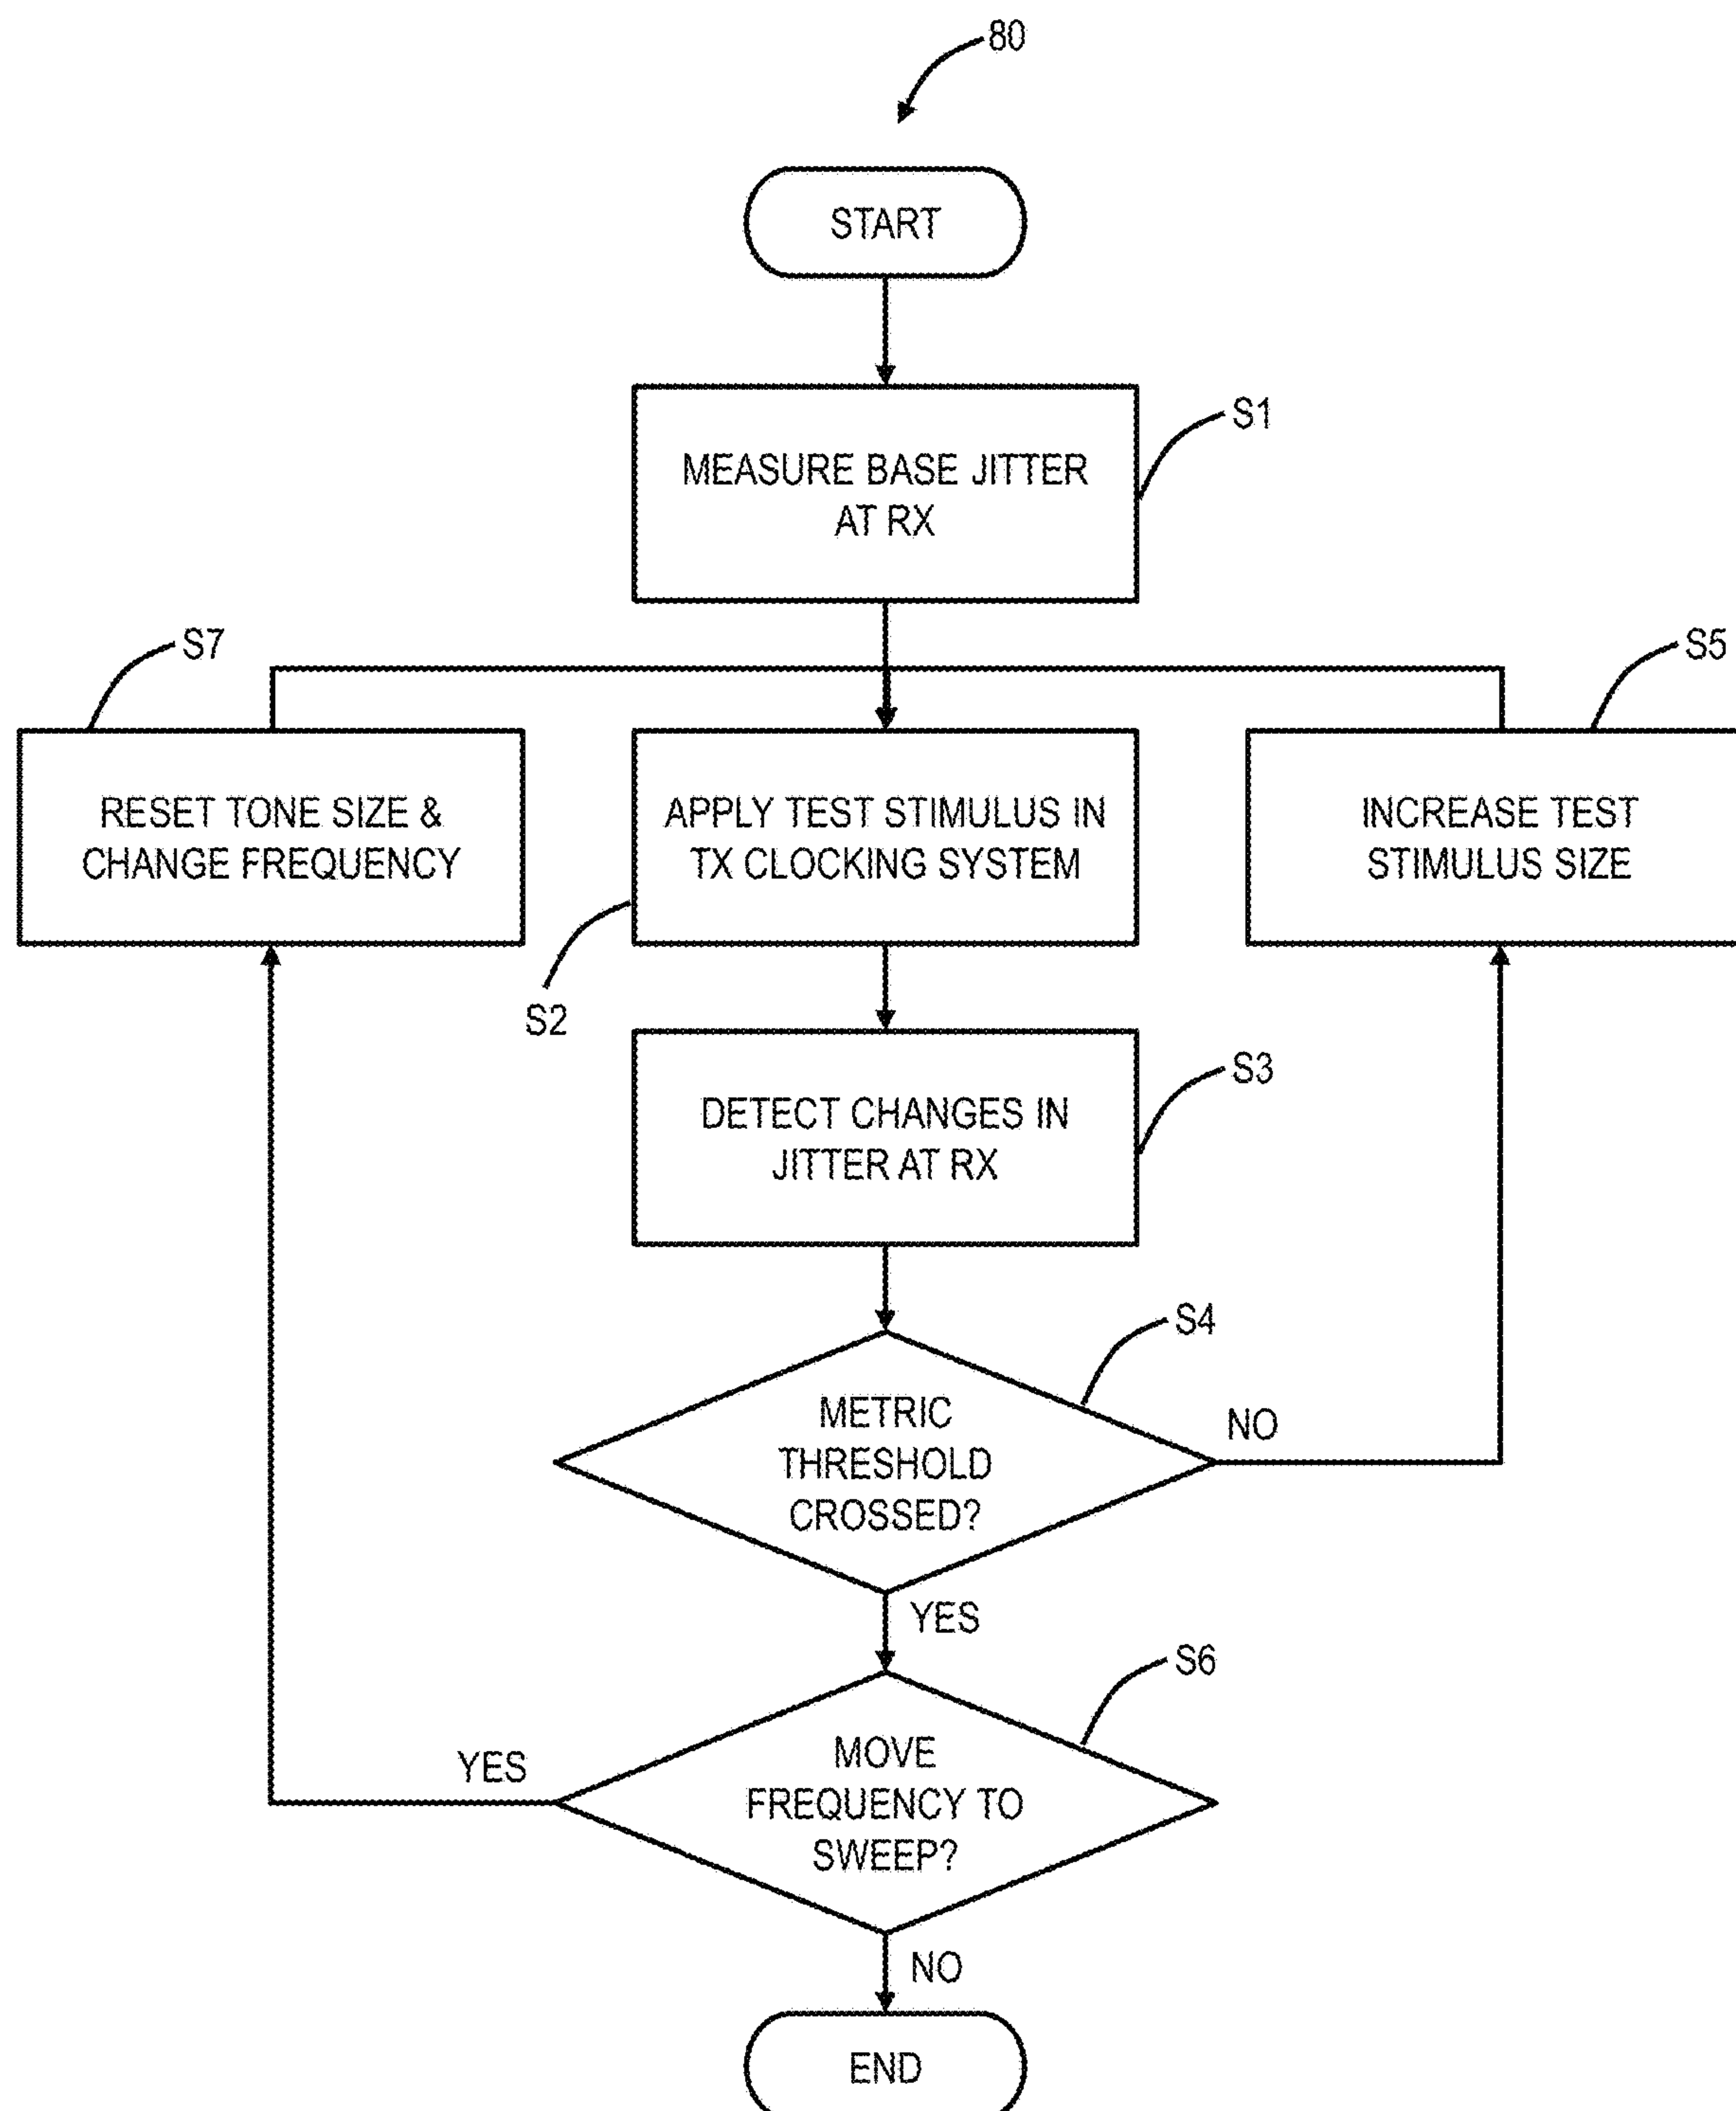 80
START
S1
MEASURE BASE JITTER
AT RX
S7
S5
RESET TONE SIZE &
CHANGE FREQUENCY
APPLY TEST STIMULUS IN
TX CLOCKING SYSTEM
INCREASE TEST
STIMULUS SIZE
S2
S3
DETECT CHANGES IN
JITTER AT RX
S4
METRIC
THRESHOLD
CROSSED?
NO
YES
S6
MOVE
FREQUENCY TO
SWEEP?
YES
NO
END